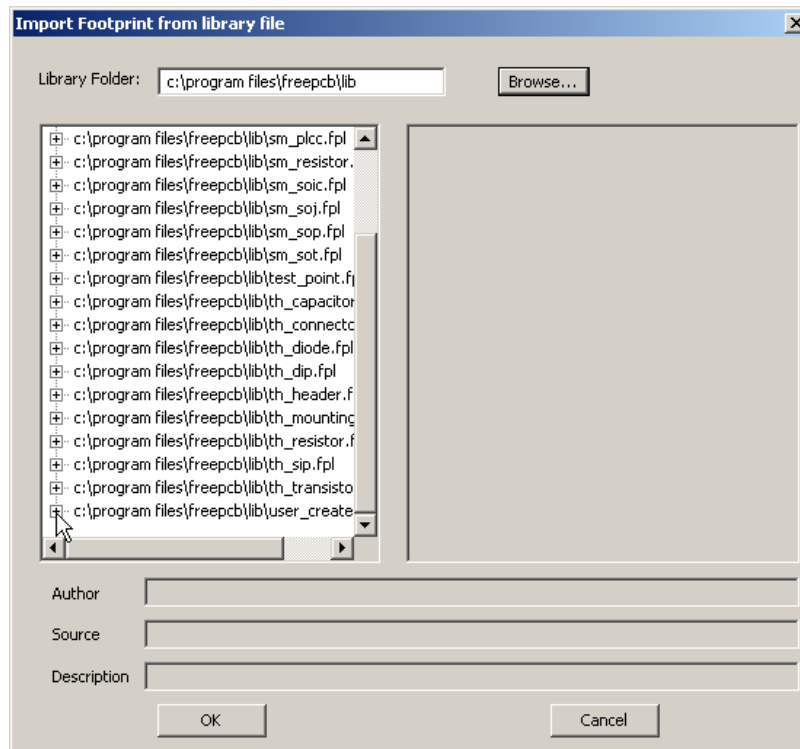 Import Footprint from library file
Library Folder: c:\program files\freepcb\lib Browse...
c:\program files\freepcb\lib\sm_plcc.fpl
c:\program files\freepcb\lib\sm_resistor.
c:\program files\freepcb\lib\sm_soic.fpl
c:\program files\freepcb\lib\sm_soj.fpl
c:\program files\freepcb\lib\sm_sop.fpl
c:\program files\freepcb\lib\sm_sot.fpl
c:\program files\freepcb\lib\test_point.f
c:\program files\freepcb\lib\th_capacitor
c:\program files\freepcb\lib\th_connecto
c:\program files\freepcb\lib\th_diode.fpl
c:\program files\freepcb\lib\th_dip.fpl
c:\program files\freepcb\lib\th_header.f
c:\program files\freepcb\lib\th_mounting
c:\program files\freepcb\lib\th_resistor.f
c:\program files\freepcb\lib\th_sip.fpl
c:\program files\freepcb\lib\th_transisto
c:\program files\freepcb\lib\user_create
Author
Source
Description
OK Cancel